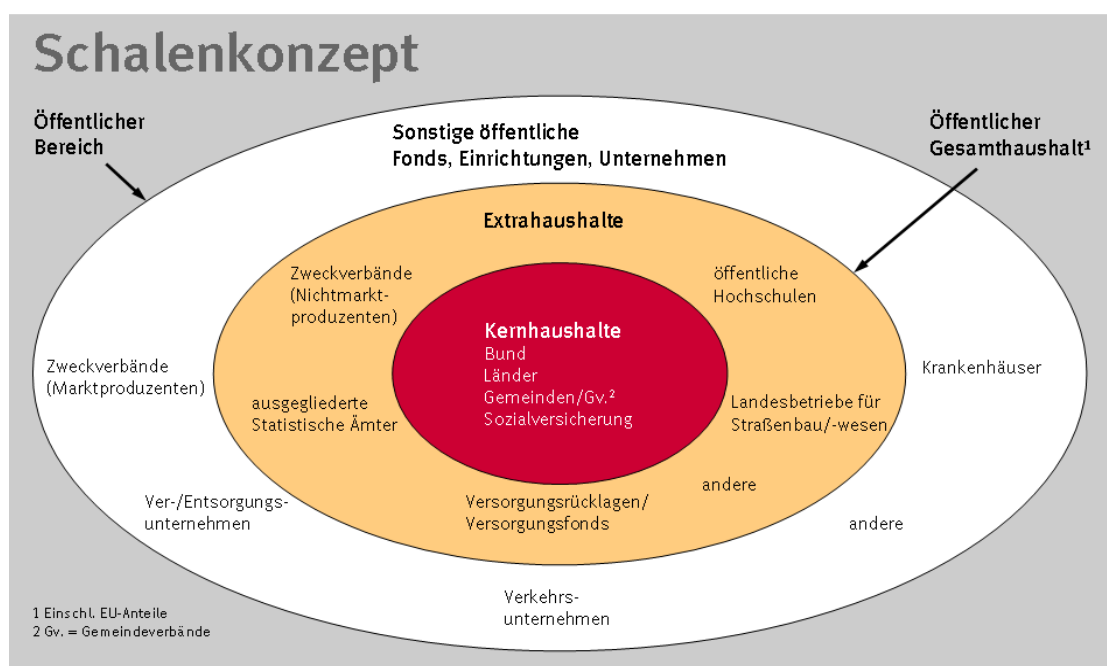 Schalenkonzept
Öffentlicher
Bereich
Sonstige öffentliche
Fonds, Einrichtungen, Unternehmen
Öffentlicher
Gesamthaushalt¹
Extrahaushalte
Zweckverbände
(Nichtmarkt-
produzenten)
öffentliche
Hochschulen
Kernhaushalte
Bund
Länder
Gemeinden/Gv.²
Sozialversicherung
Zweckverbände
(Marktproduzenten)
Krankenhäuser
ausgegliederte
Statistische Ämter
Landesbetriebe für
Straßenbau/-wesen
andere
Ver-/Entsorgungs-
unternehmen
Versorgungsrücklagen/
Versorgungsfonds
andere
Verkehrs-
unternehmen
1 Einschl. EU-Anteile
2 Gv. = Gemeindeverbände